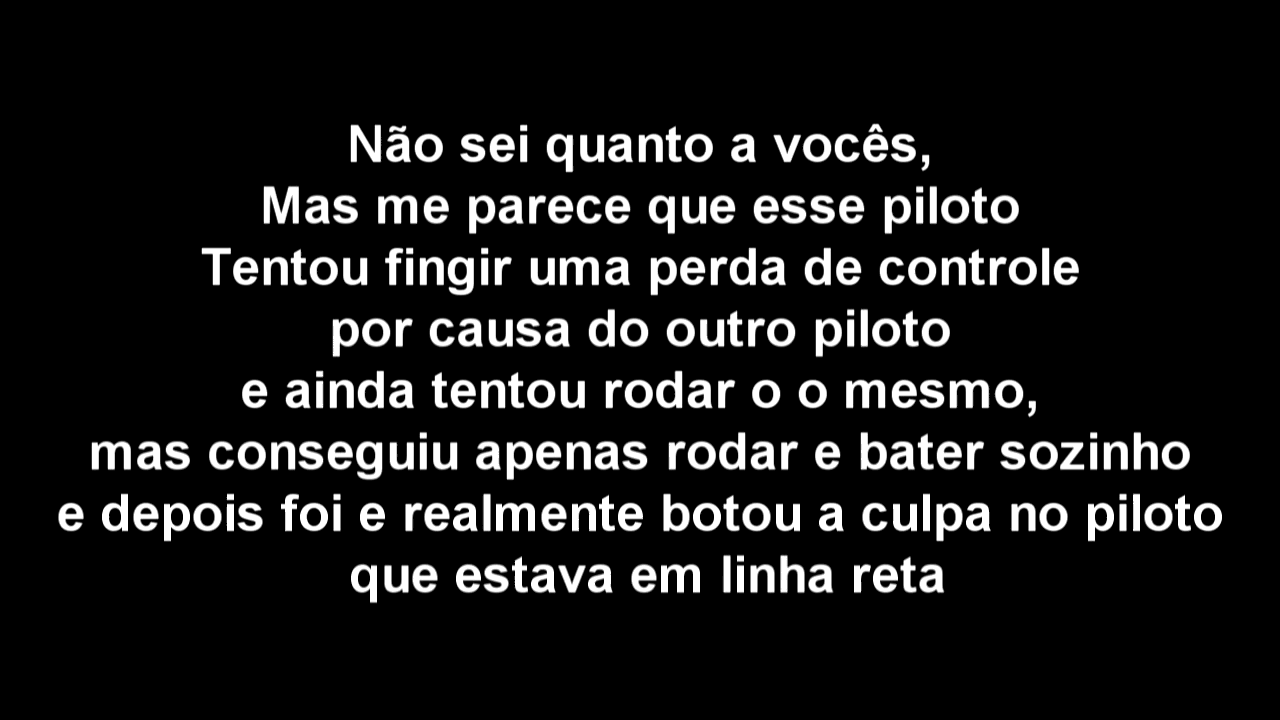 Não sei quanto a vocês,
Mas me parece que esse piloto
Tentou fingir uma perda de controle
por causa do outro piloto
e ainda tentou rodar o o mesmo,
mas conseguiu apenas rodar e bater sozinho
e depois foi e realmente botou a culpa no piloto
que estava em linha reta